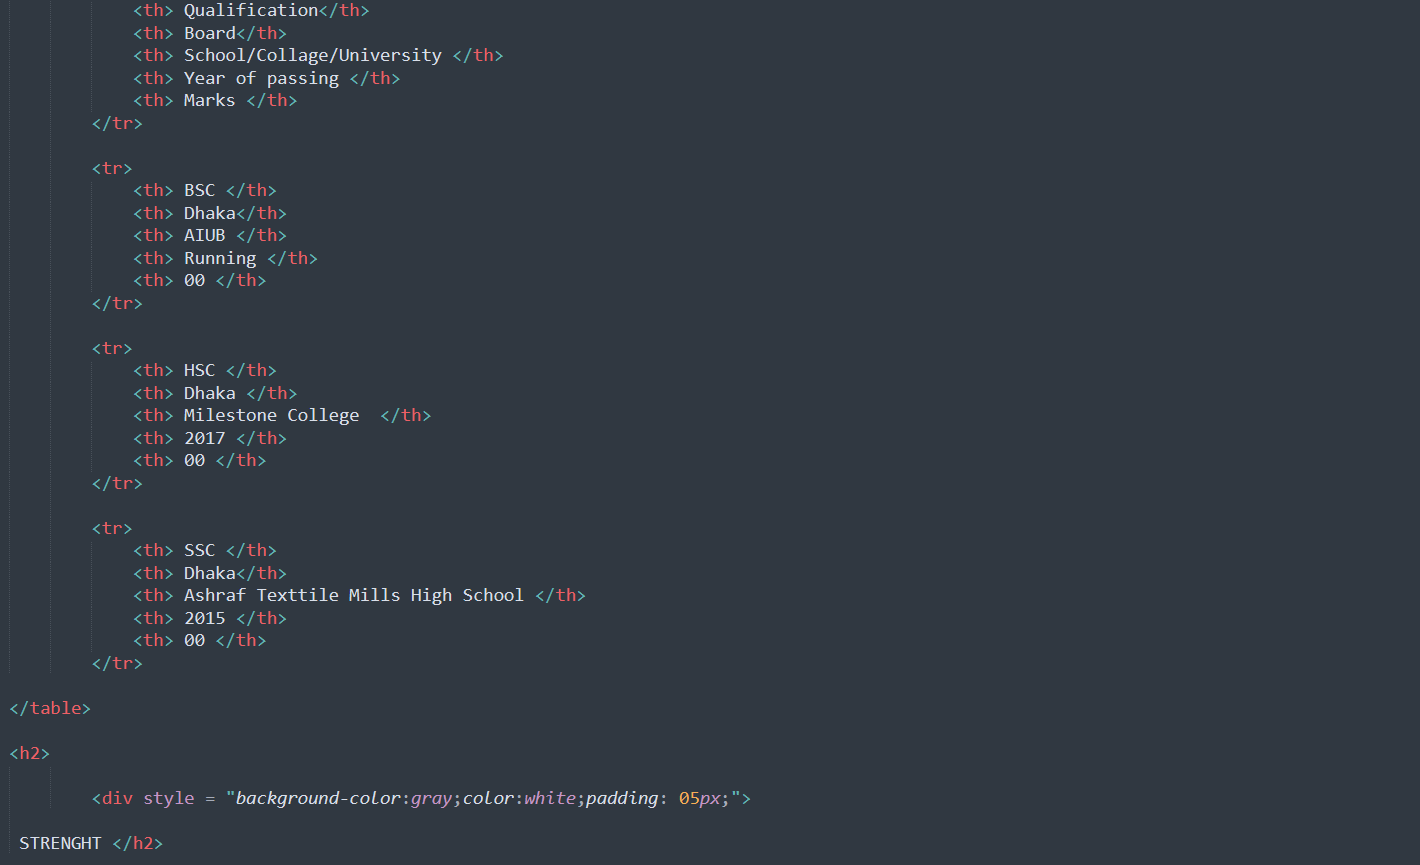 <th> Qualification</th>
<th> Board</th>
<th> School/Collage/University </th>
<th> Year of passing </th>
<th> Marks </th>
</tr>
<tr>
<th> BSC </th>
<th> Dhaka</th>
<th> AIUB </th>
<th> Running </th>
<th> 00 </th>
</tr>
<tr>
<th> HSC </th>
<th> Dhaka </th>
<th> Milestone College  </th>
<th> 2017 </th>
<th> 00 </th>
</tr>
<tr>
<th> SSC </th>
<th> Dhaka</th>
<th> Ashraf Texttile Mills High School </th>
<th> 2015 </th>
<th> 00 </th>
</tr>
</table>
<h2>
<div style = "background-color:gray;color:white;padding: 05px;">
STRENGHT </h2>